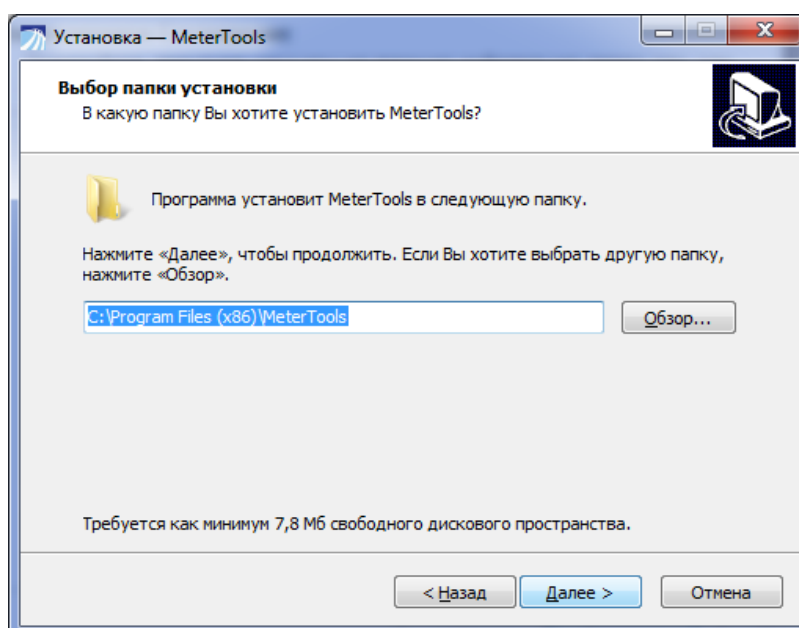 Установка — MeterTools
Выбор папки установки
В какую папку Вы хотите установить MeterTools?
Программа установит MeterTools в следующую папку.
Нажмите «Далее», чтобы продолжить. Если Вы хотите выбрать другую папку,
нажмите «Обзор».
C:\Program Files (x86)\MeterTools
Обзор...
Требуется как минимум 7,8 Мб свободного дискового пространства.
< Назад
Далее >
Отмена